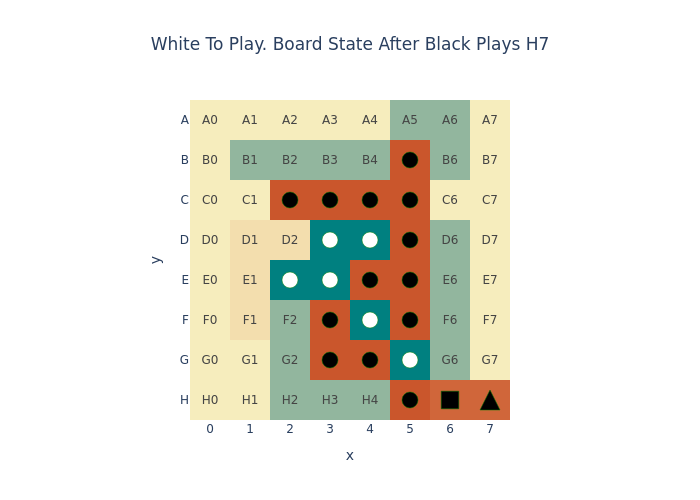 White To Play. Board State After Black Plays H7
A A0 A1 A2 A3 A4 A5 A6 A7
B B0 B1 B2 B3 B4 B6 B7
C C0 C1 C6 C7
D D0 D1 D2 D6 D7
y
E E0 E1 E6 E7
F F0 F1 F2 F6 F7
G G0 G1 G2 G6 G7
H H0 H1 H2 H3 H4
0 1 2 3 4 5 6 7
x